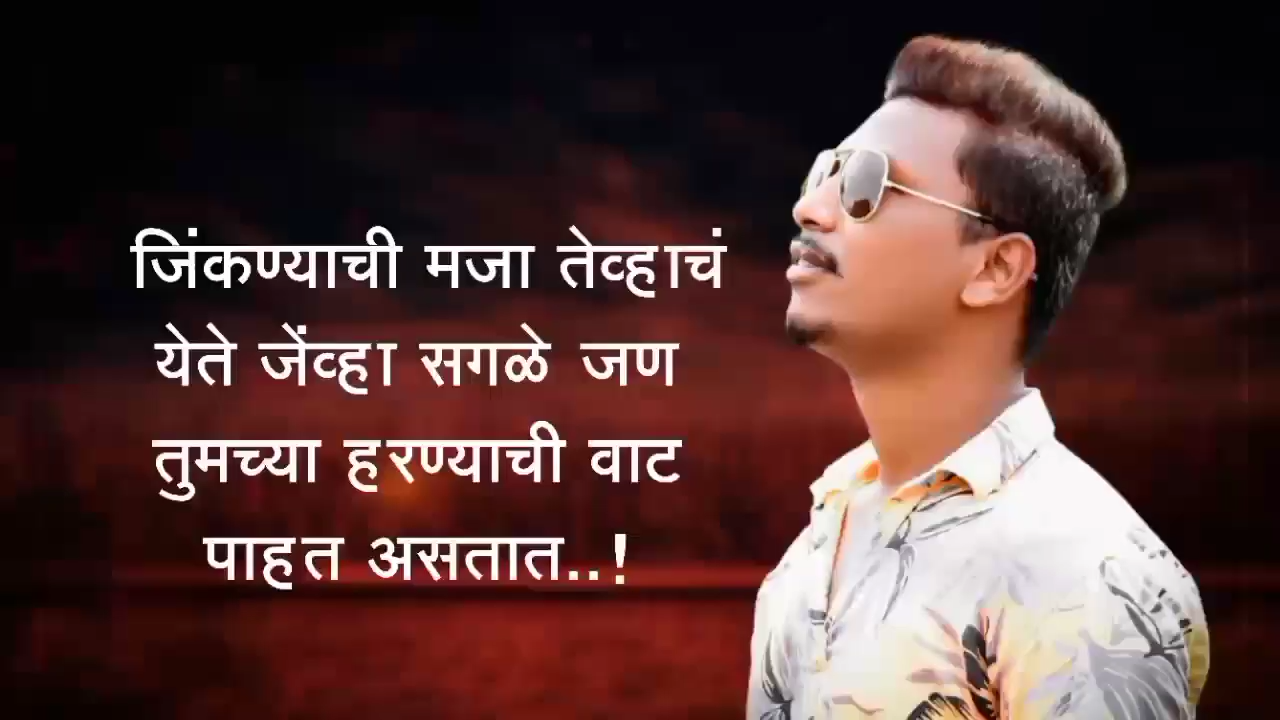 जिंकण्याची मजा तेव्हाचं
येते जेंव्हा सगळे जण
तुमच्या हरण्याची वाट
पाहत असतात..!